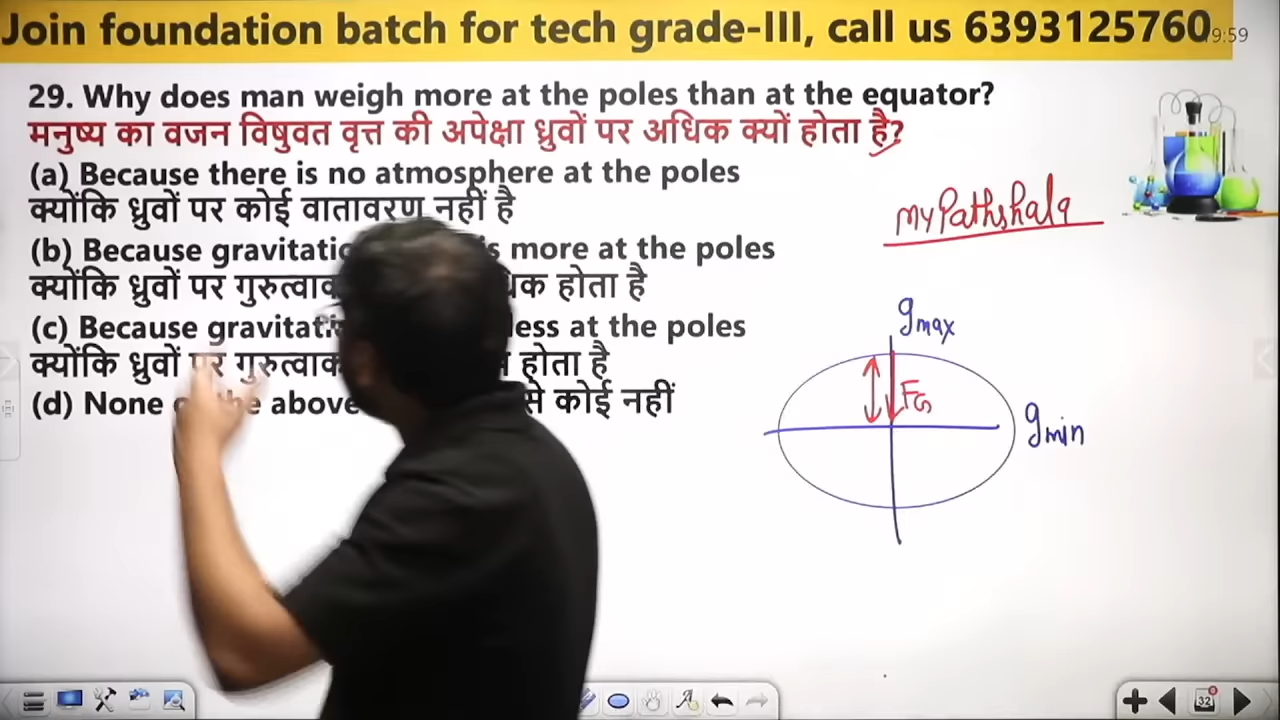 Join foundation batch for tech grade-III, call us 6393125760
9:59
29. Why does man weigh more at the poles than at the equator?
मनुष्य का वजन विषुवत वृत्त की अपेक्षा ध्रुवों पर अधिक क्यों होता है?
(a) Because there is no atmosphere at the poles
क्योंकि ध्रुवों पर कोई वातावरण नहीं है
(b) Because is more at the poles
क्योंकि ध्रुवों पर होता है
(c) Because less at the poles
क्योंकि ध्रुवों पर होता है
(d) None above से कोई नहीं
MyPathshala
gmax
FG
gmin
32